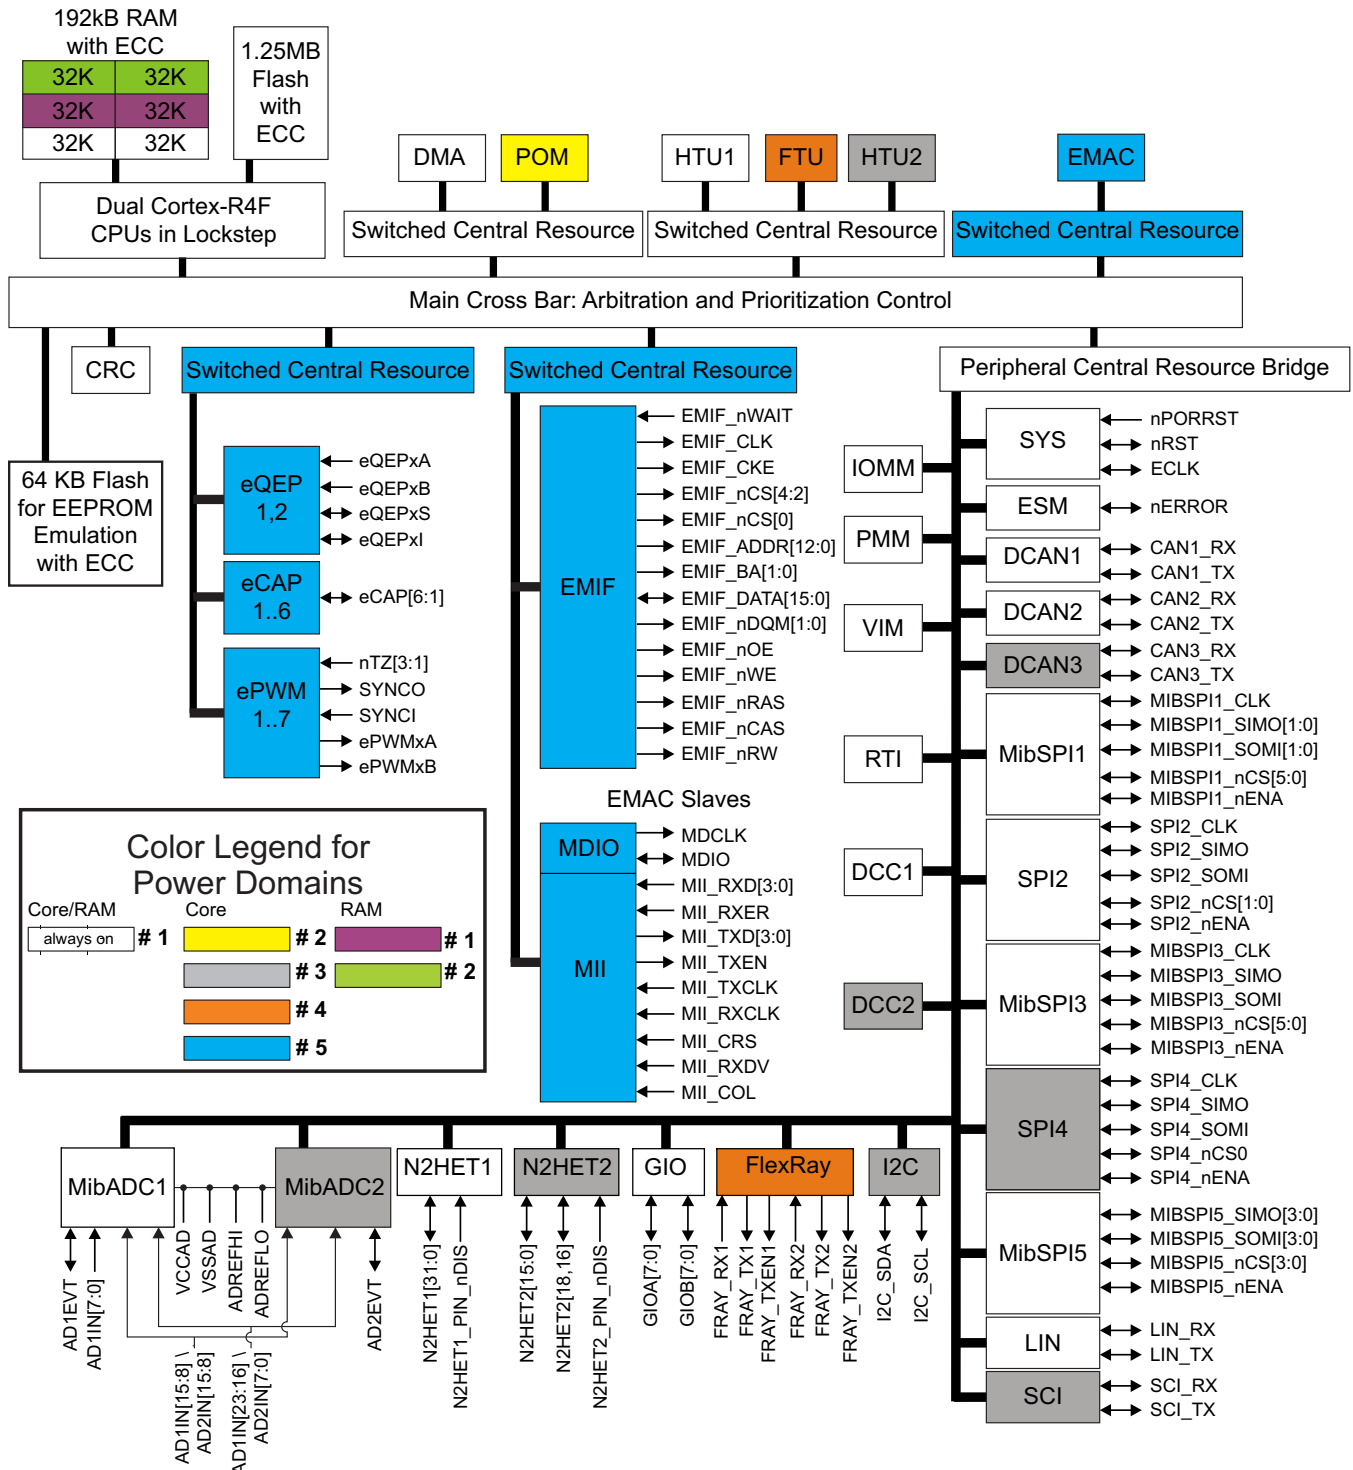 192kB RAM
with ECC
32K 32K
32K 32K
32K 32K
1.25MB
Flash
with
ECC
DMA
POM
HTU1
FTU
HTU2
EMAC
Dual Cortex-R4F
CPUs in Lockstep
Switched Central Resource
Switched Central Resource
Switched Central Resource
Main Cross Bar: Arbitration and Prioritization Control
CRC
Switched Central Resource
Switched Central Resource
Peripheral Central Resource Bridge
64 KB Flash
for EEPROM
Emulation
with ECC
eQEP
1,2
eQEPxA
eQEPxB
eQEPxS
eQEPxI
eCAP
1..6
eCAP[6:1]
ePWM
1..7
nTZ[3:1]
SYNCO
SYNCI
ePWMxA
ePWMxB
EMIF
EMIF_nWAIT
EMIF_CLK
EMIF_CKE
EMIF_nCS[4:2]
EMIF_nCS[0]
EMIF_ADDR[12:0]
EMIF_BA[1:0]
EMIF_DATA[15:0]
EMIF_nDQM[1:0]
EMIF_nOE
EMIF_nWE
EMIF_nRAS
EMIF_nCAS
EMIF_nRW
EMAC Slaves
MDIO
MDCLK
MDIO
MII
MII_RXD[3:0]
MII_RXER
MII_TXD[3:0]
MII_TXEN
MII_TXCLK
MII_RXCLK
MII_CRS
MII_RXDV
MII_COL
IOMM
PMM
VIM
RTI
DCC1
DCC2
SYS
nPORRST
nRST
ECLK
ESM
nERROR
DCAN1
CAN1_RX
CAN1_TX
DCAN2
CAN2_RX
CAN2_TX
DCAN3
CAN3_RX
CAN3_TX
MibSPI1
MIBSPI1_CLK
MIBSPI1_SIMO[1:0]
MIBSPI1_SOMI[1:0]
MIBSPI1_nCS[5:0]
MIBSPI1_nENA
SPI2
SPI2_CLK
SPI2_SIMO
SPI2_SOMI
SPI2_nCS[1:0]
SPI2_nENA
MibSPI3
MIBSPI3_CLK
MIBSPI3_SIMO
MIBSPI3_SOMI
MIBSPI3_nCS[5:0]
MIBSPI3_nENA
SPI4
SPI4_CLK
SPI4_SIMO
SPI4_SOMI
SPI4_nCS0
SPI4_nENA
MibSPI5
MIBSPI5_SIMO[3:0]
MIBSPI5_SOMI[3:0]
MIBSPI5_nCS[3:0]
MIBSPI5_nENA
LIN
LIN_RX
LIN_TX
SCI
SCI_RX
SCI_TX
Color Legend for
Power Domains
Core/RAM Core RAM
always on # 1 # 2 # 1
# 3 # 2
# 4
# 5
MibADC1
MibADC2
N2HET1
N2HET2
GIO
FlexRay
I2C
AD1EVT
AD1IN[7:0]
VCCAD
VSSAD
ADREFHI
ADREFLO
AD2EVT
AD1IN[15:8] \
AD2IN[15:8]
AD1IN[23:16] \
AD2IN[7:0]
N2HET1[31:0]
N2HET1_PIN_nDIS
N2HET2[15:0]
N2HET2[18,16]
N2HET2_PIN_nDIS
GIOA[7:0]
GIOB[7:0]
FRAY_RX1
FRAY_TX1
FRAY_TXEN1
FRAY_RX2
FRAY_TX2
FRAY_TXEN2
I2C_SDA
I2C_SCL